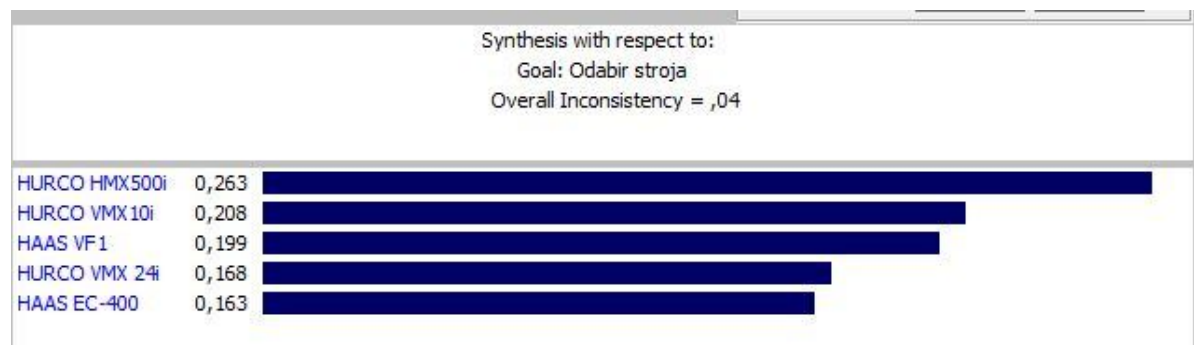 Synthesis with respect to:
Goal: Odabir stroja
Overall Inconsistency = ,04
HURCO HMX500i 0,263
HURCO VMX10i 0,208
HAAS VF1 0,199
HURCO VMX 24i 0,168
HAAS EC-400 0,163